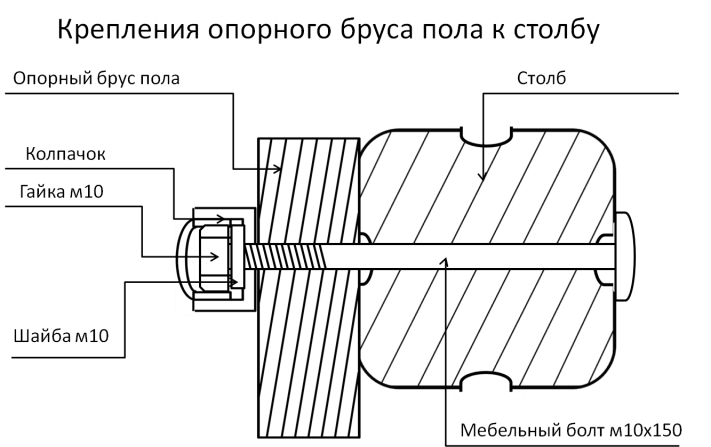 Крепления опорного бруса пола к столбу
Опорный брус пола
Столб
Колпачок
Гайка м10
Шайба м10
Мебельный болт м10х150